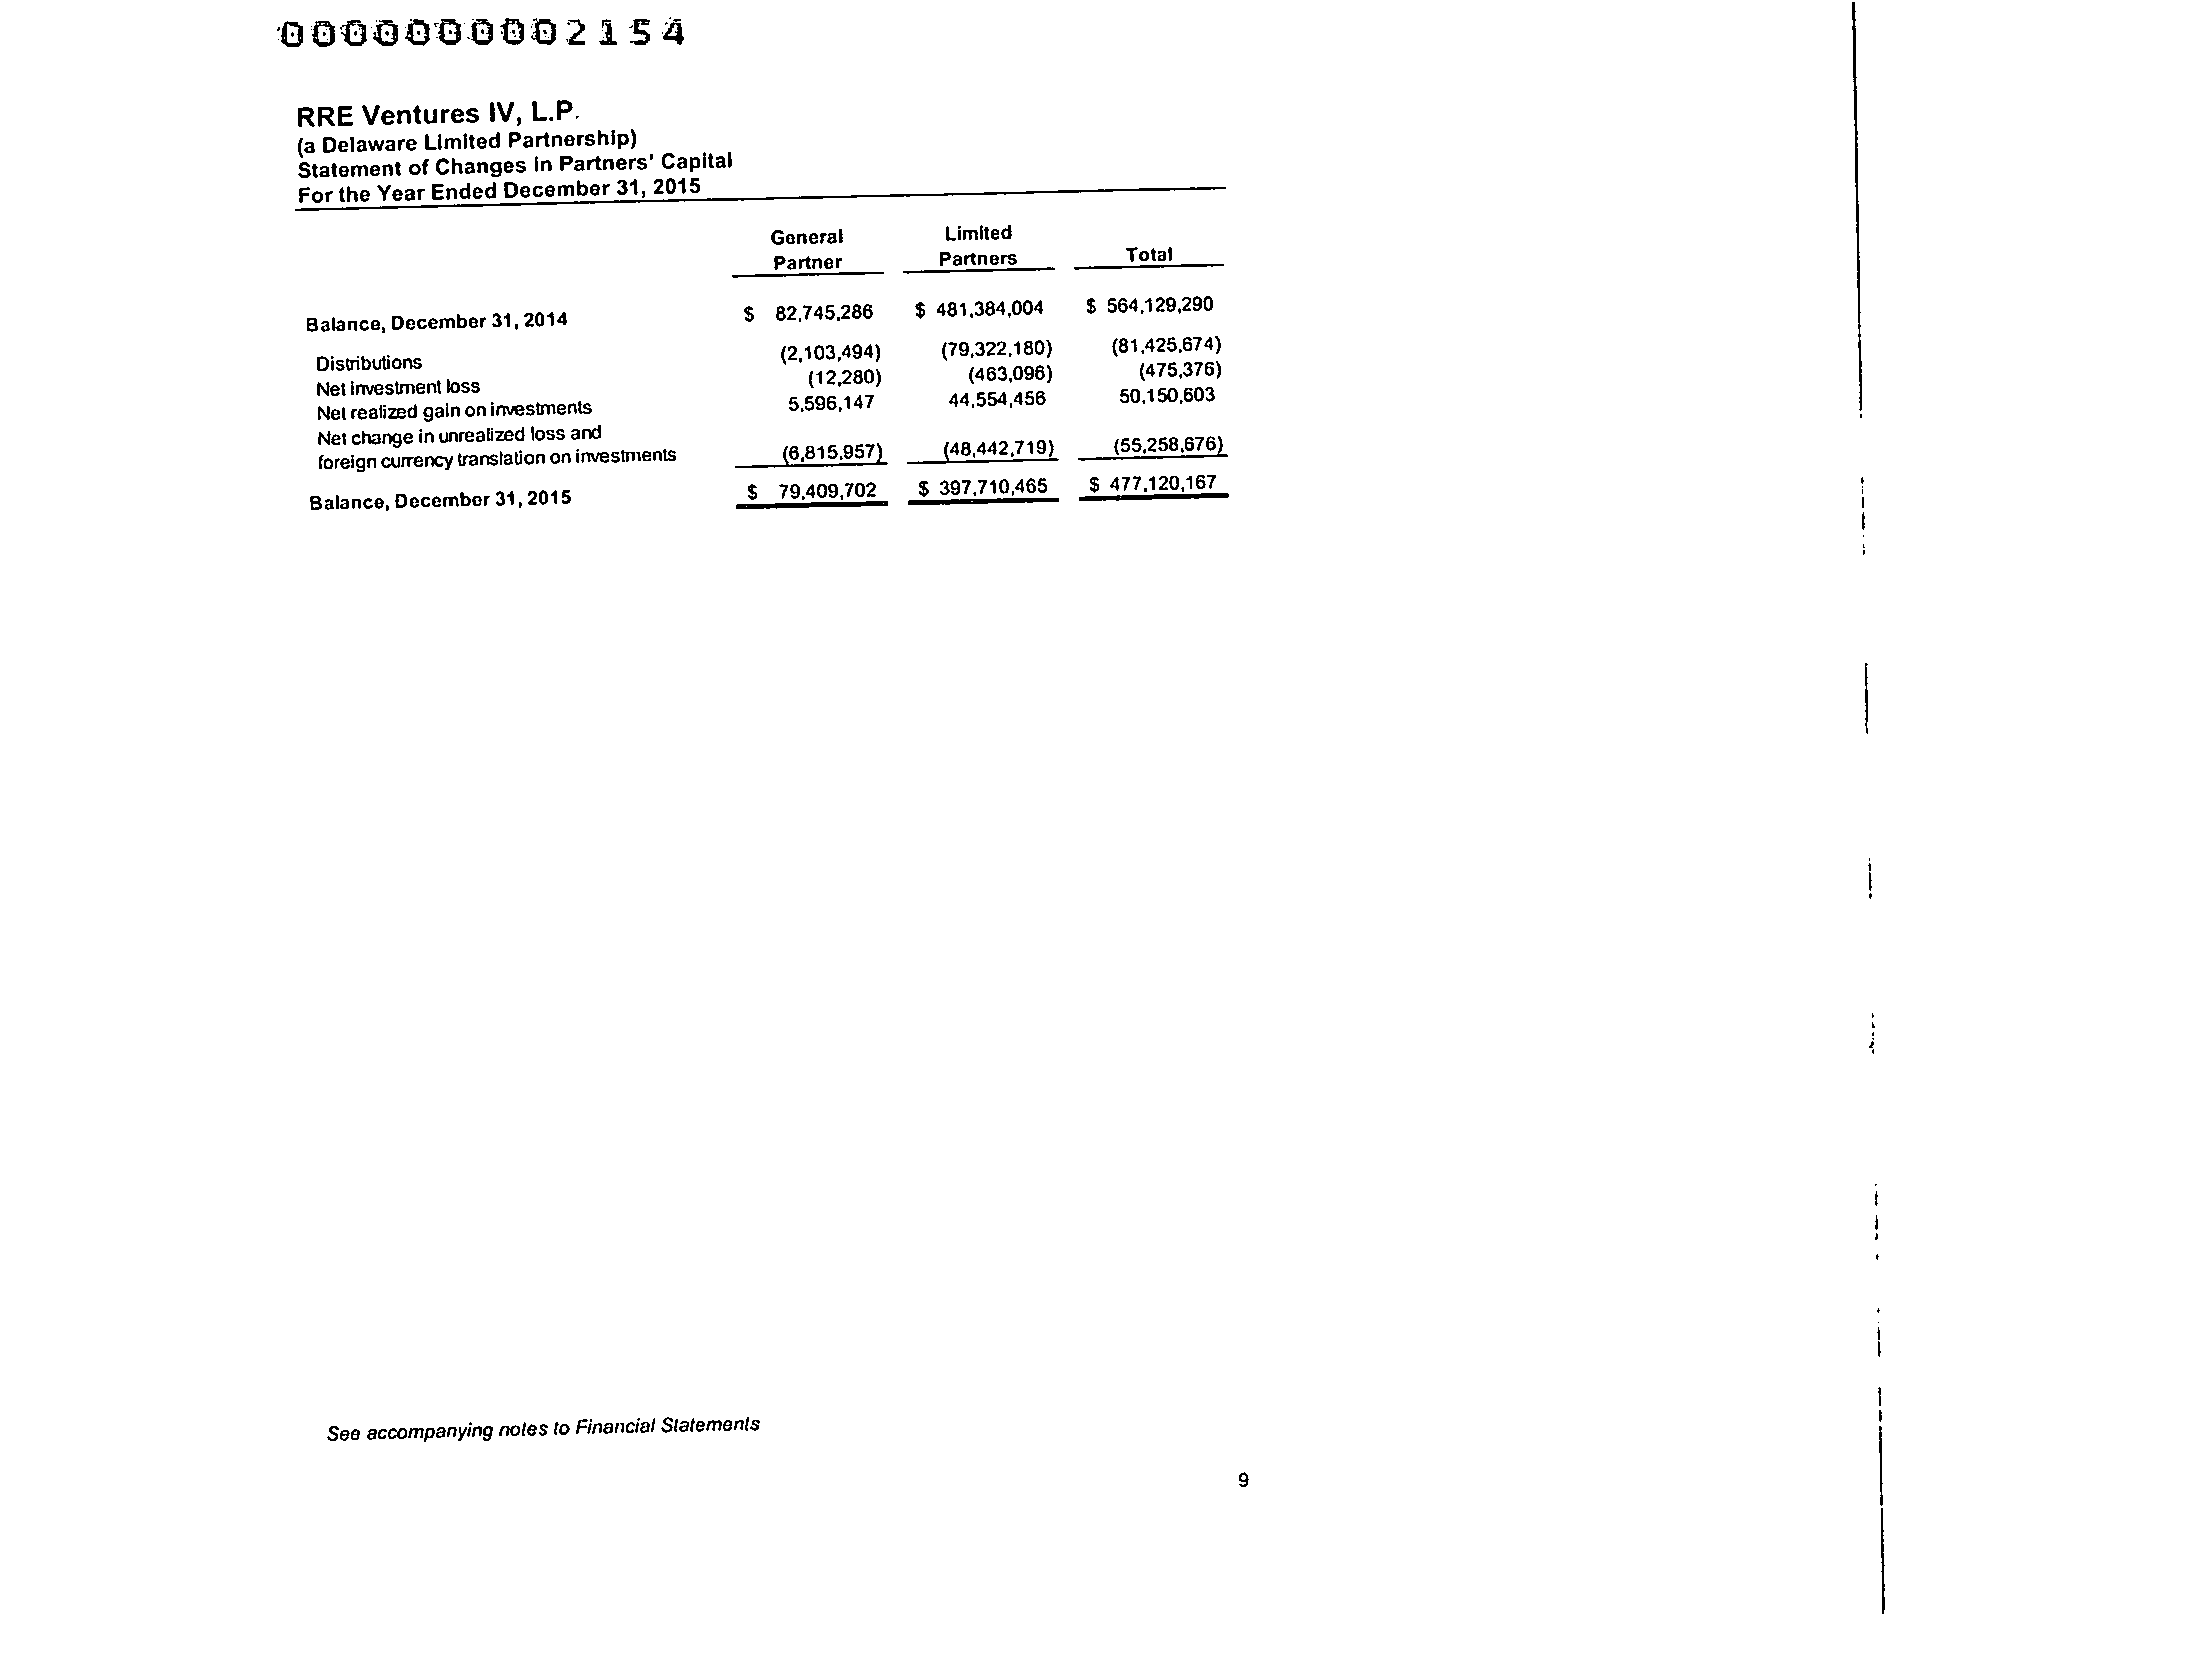 0000000002154
RRE Ventures IV, L.P.
(a Delaware Limited Partnership)
Statement of Changes in Partners' Capital
For the Year Ended December 31, 2015
General Limited
Partner Partners Total
Balance, December 31, 2014 $ 82,745,286 $ 481,384,004 $ 564,129,290
Distributions (2,103,494) (79,322,180) (81,425,674)
Net investment loss (12,280) (463,096) (475,376)
Net realized gain on investments 5,596,147 44,554,456 50,150,603
Net change in unrealized loss and
foreign currency translation on investments (6,815,957) (48,442,719) (55,258,676)
Balance, December 31, 2015 $ 79,409,702 $ 397,710,465 $ 477,120,167
See accompanying notes to Financial Statements
9